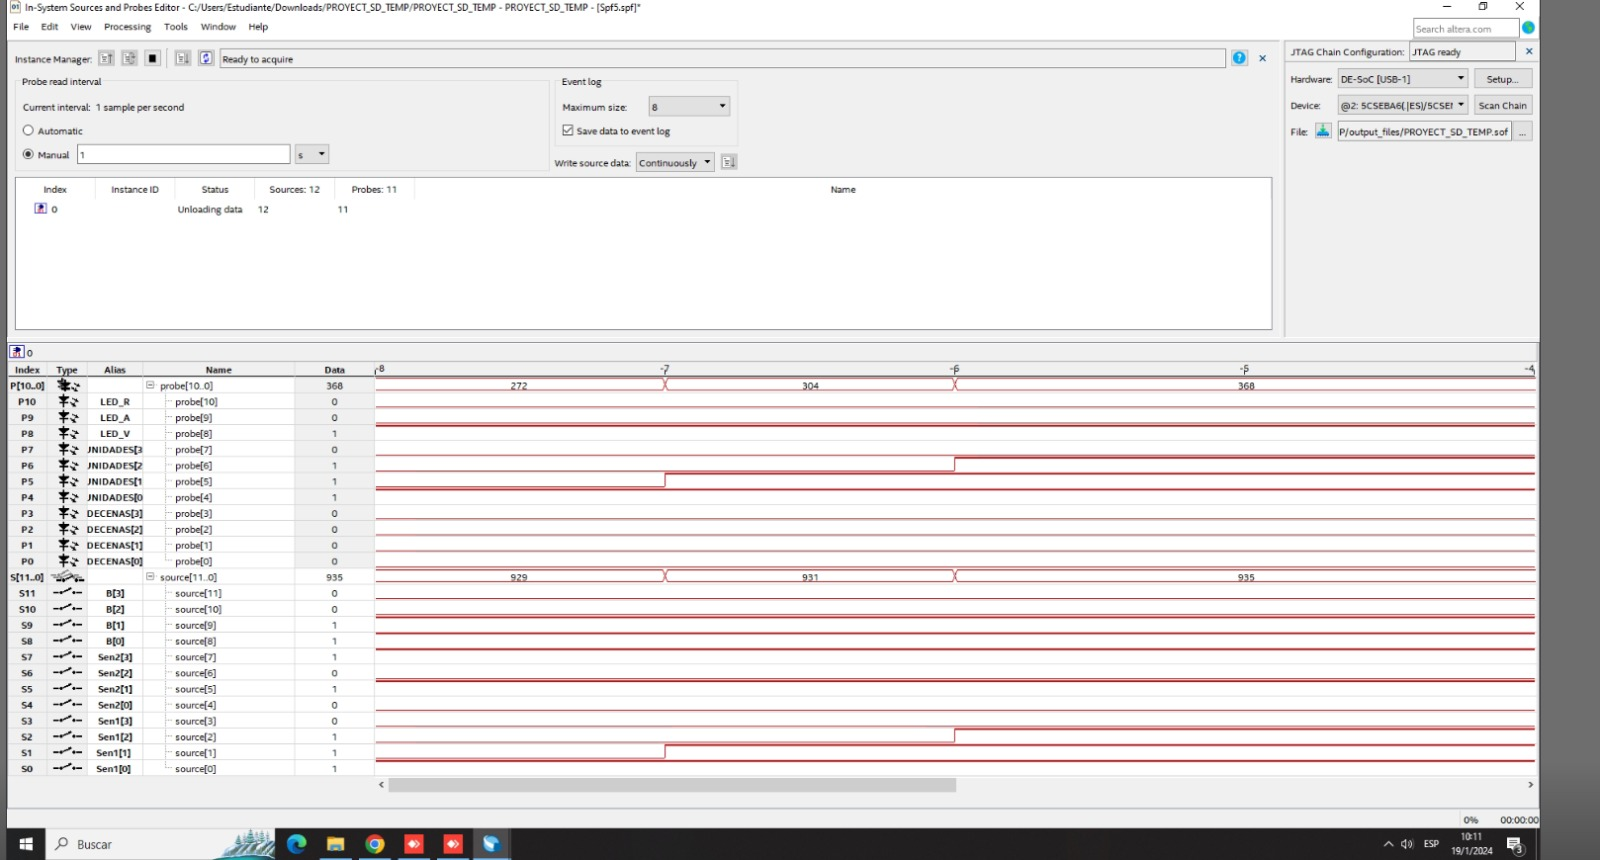 In-System Sources and Probes Editor - C:/Users/Estudiante/Downloads/PROYECT_SD_TEMP/PROYECT_SD_TEMP - PROYECT_SD_TEMP - [Spf5.spf]*
File Edit View Processing Tools Window Help
Search altera.com
Instance Manager: Ready to acquire
JTAG Chain Configuration: JTAG ready
Probe read interval
Event log
Hardware: DE-SoC [USB-1] Setup...
Current interval: 1 sample per second
Maximum size: 8
Device: @2: 5CSEBA6(.|ES)/5CSEI Scan Chain
Automatic
Save data to event log
File: P/output_files/PROYECT_SD_TEMP.sof ...
Manual 1 s
Write source data: Continuously
Index Instance ID Status Sources: 12 Probes: 11 Name
0 Unloading data 12 11
0
Index Type Alias Name Data -8 -7 -6 -5 -4
P[10..0] probe[10..0] 368 272 304 368
P10 LED_R probe[10] 0
P9 LED_A probe[9] 0
P8 LED_V probe[8] 1
P7 JNIDADES[3 probe[7] 0
P6 JNIDADES[2 probe[6] 1
P5 JNIDADES[1 probe[5] 1
P4 JNIDADES[0 probe[4] 1
P3 DECENAS[3] probe[3] 0
P2 DECENAS[2] probe[2] 0
P1 DECENAS[1] probe[1] 0
P0 DECENAS[0] probe[0] 0
S[11..0] source[11..0] 935 929 931 935
S11 B[3] source[11] 0
S10 B[2] source[10] 0
S9 B[1] source[9] 1
S8 B[0] source[8] 1
S7 Sen2[3] source[7] 1
S6 Sen2[2] source[6] 0
S5 Sen2[1] source[5] 1
S4 Sen2[0] source[4] 0
S3 Sen1[3] source[3] 0
S2 Sen1[2] source[2] 1
S1 Sen1[1] source[1] 1
S0 Sen1[0] source[0] 1
0% 00:00:00
Buscar
ESP
10:11
19/1/2024
3